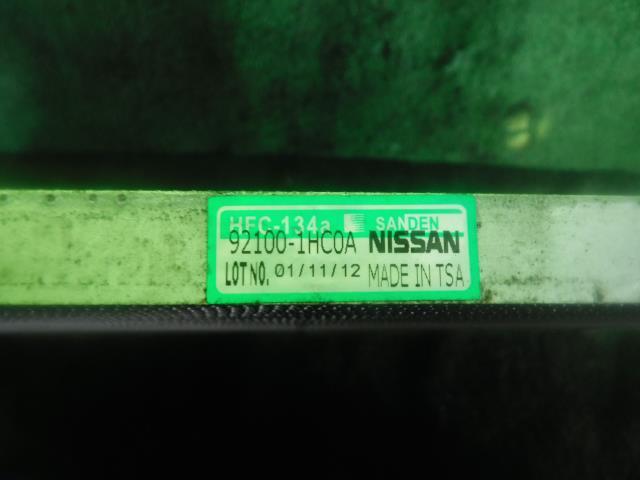 HFC-134a SANDEN
92100-1HC0A NISSAN
LOT NO. 01/11/12 MADE IN TSA